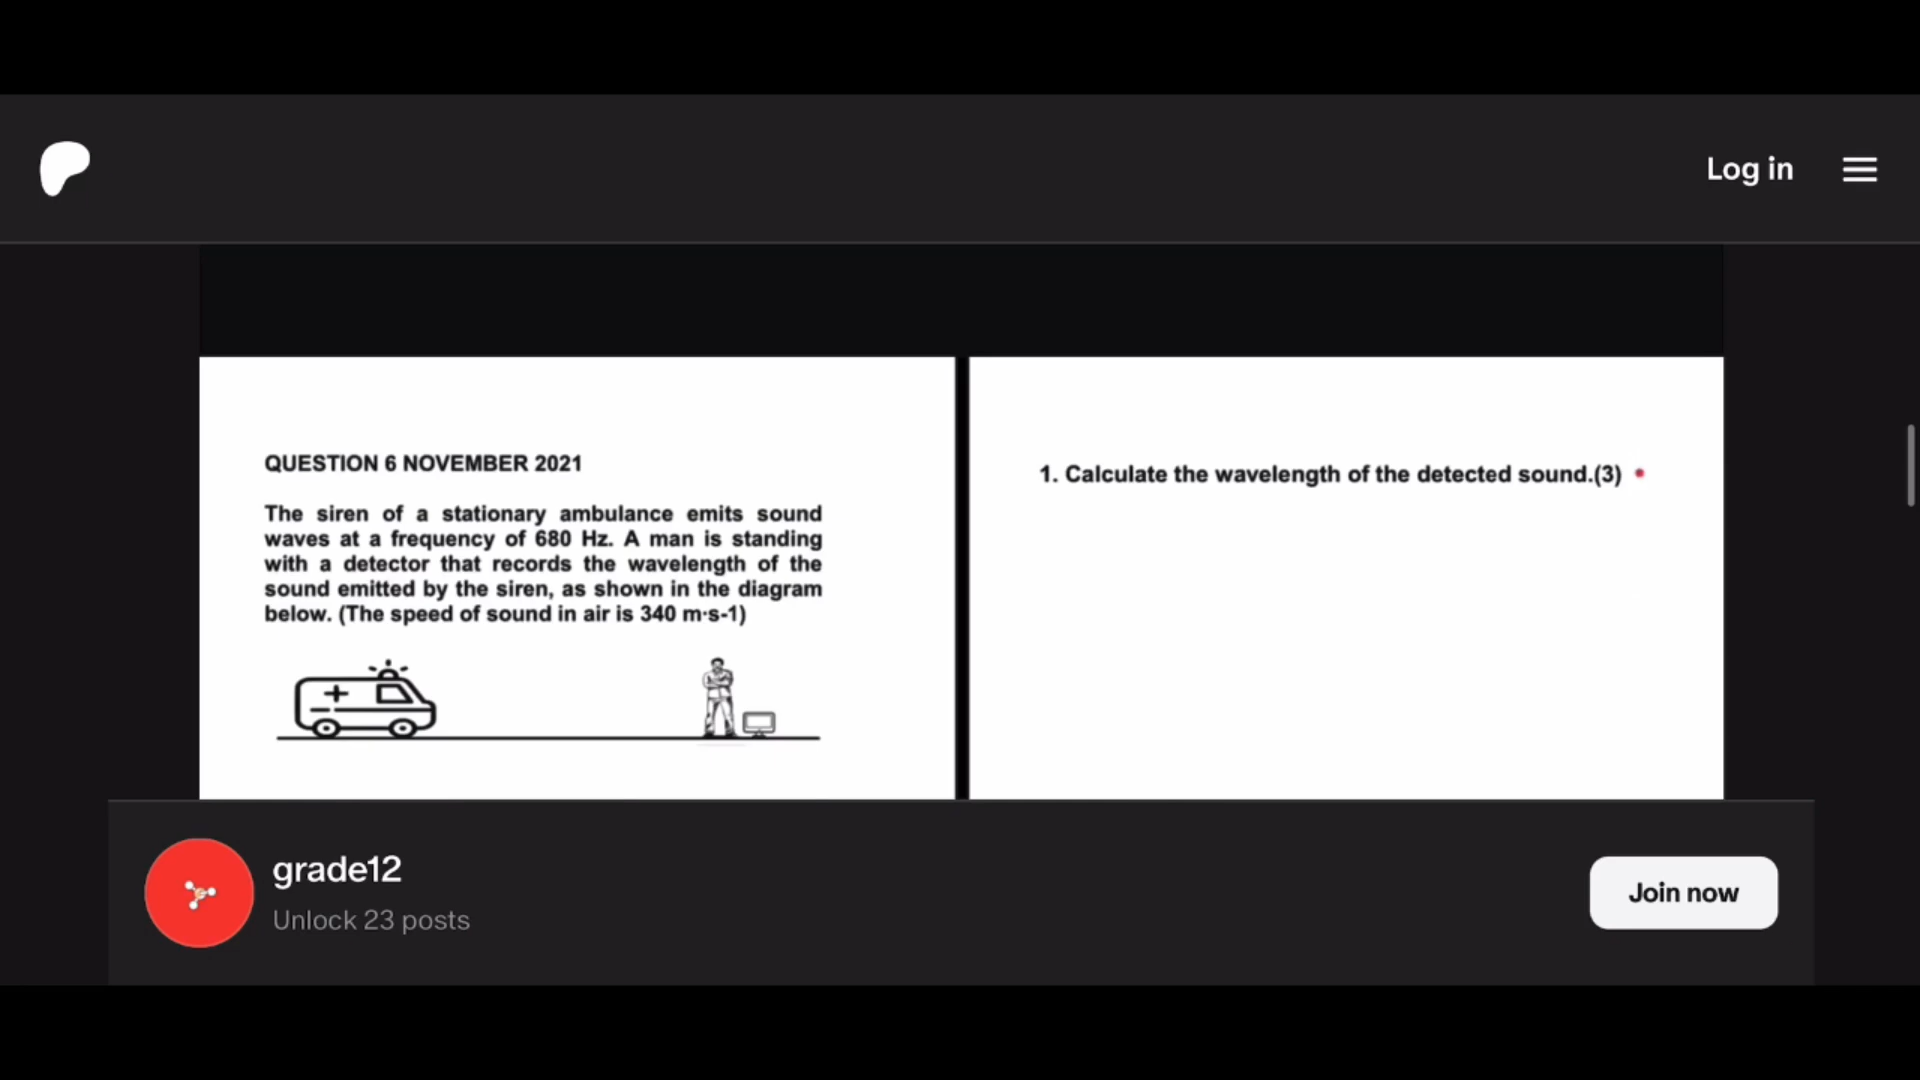 Log in
QUESTION 6 NOVEMBER 2021
The siren of a stationary ambulance emits sound
waves at a frequency of 680 Hz. A man is standing
with a detector that records the wavelength of the
sound emitted by the siren, as shown in the diagram
below. (The speed of sound in air is 340 m·s-1)
1. Calculate the wavelength of the detected sound.(3)
grade12
Unlock 23 posts
Join now